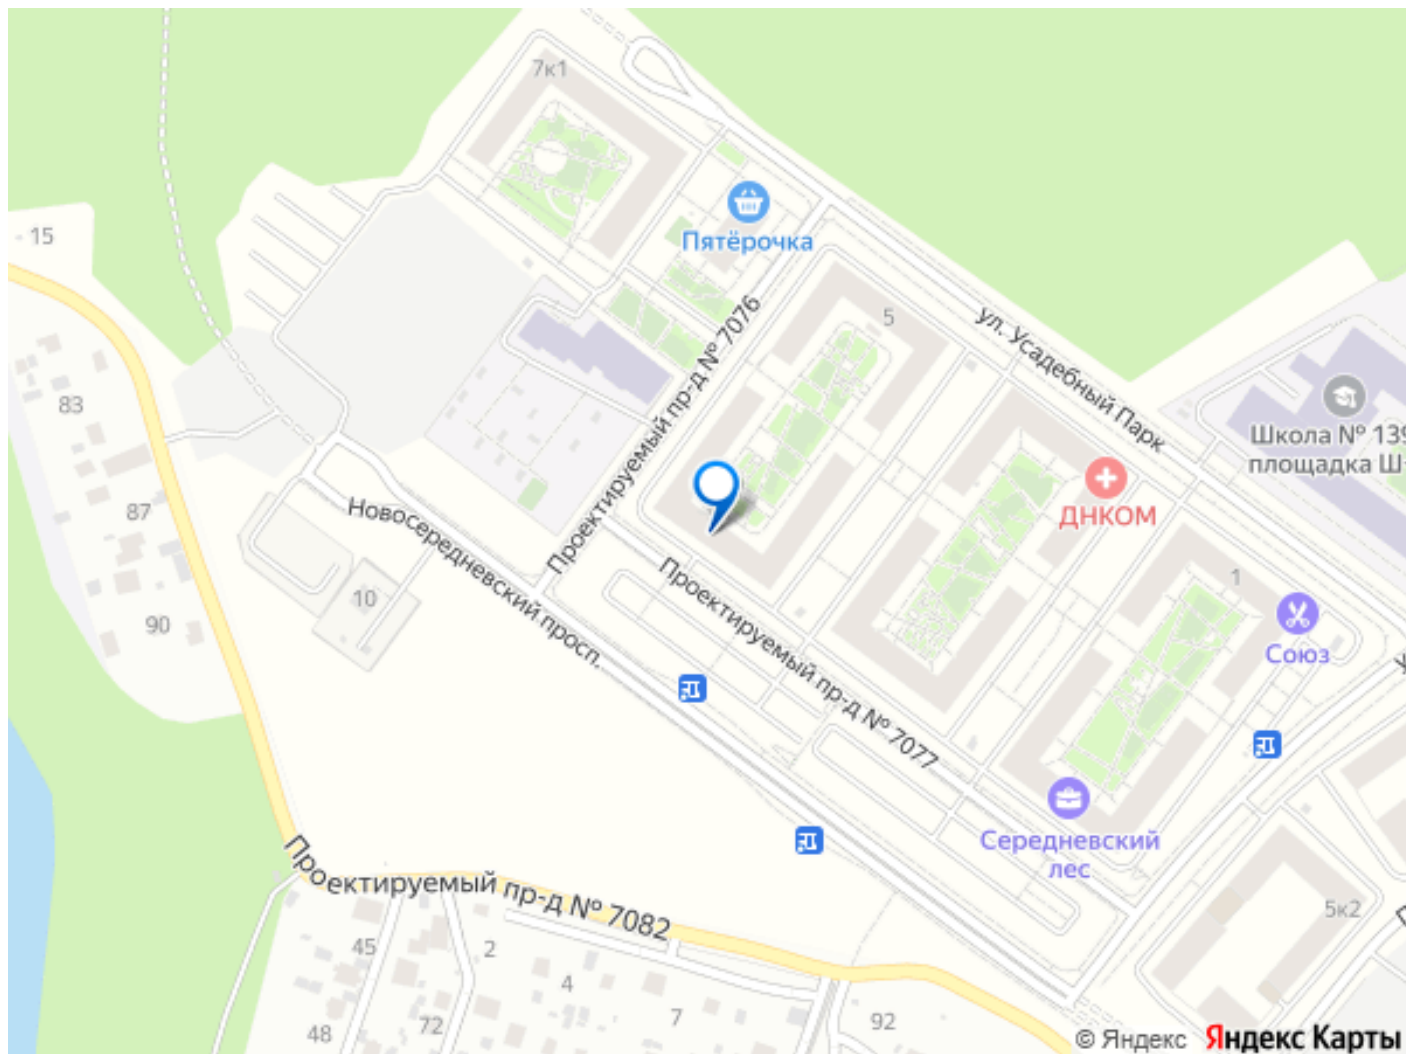 7к1
- 15
Пятёрочка
5
Проектируемый пр-д № 7076
ул. Усадебный Парк
83
Школа № 139
площадка Ш
87
Новосередневский просп.
ДНКОМ
Проектируемый пр-д № 7077
10
1
90
Союз
Середневский
лес
Проектируемый пр-д № 7082
5к2
45
2
4
7
72
48
92
© Яндекс Яндекс Карты